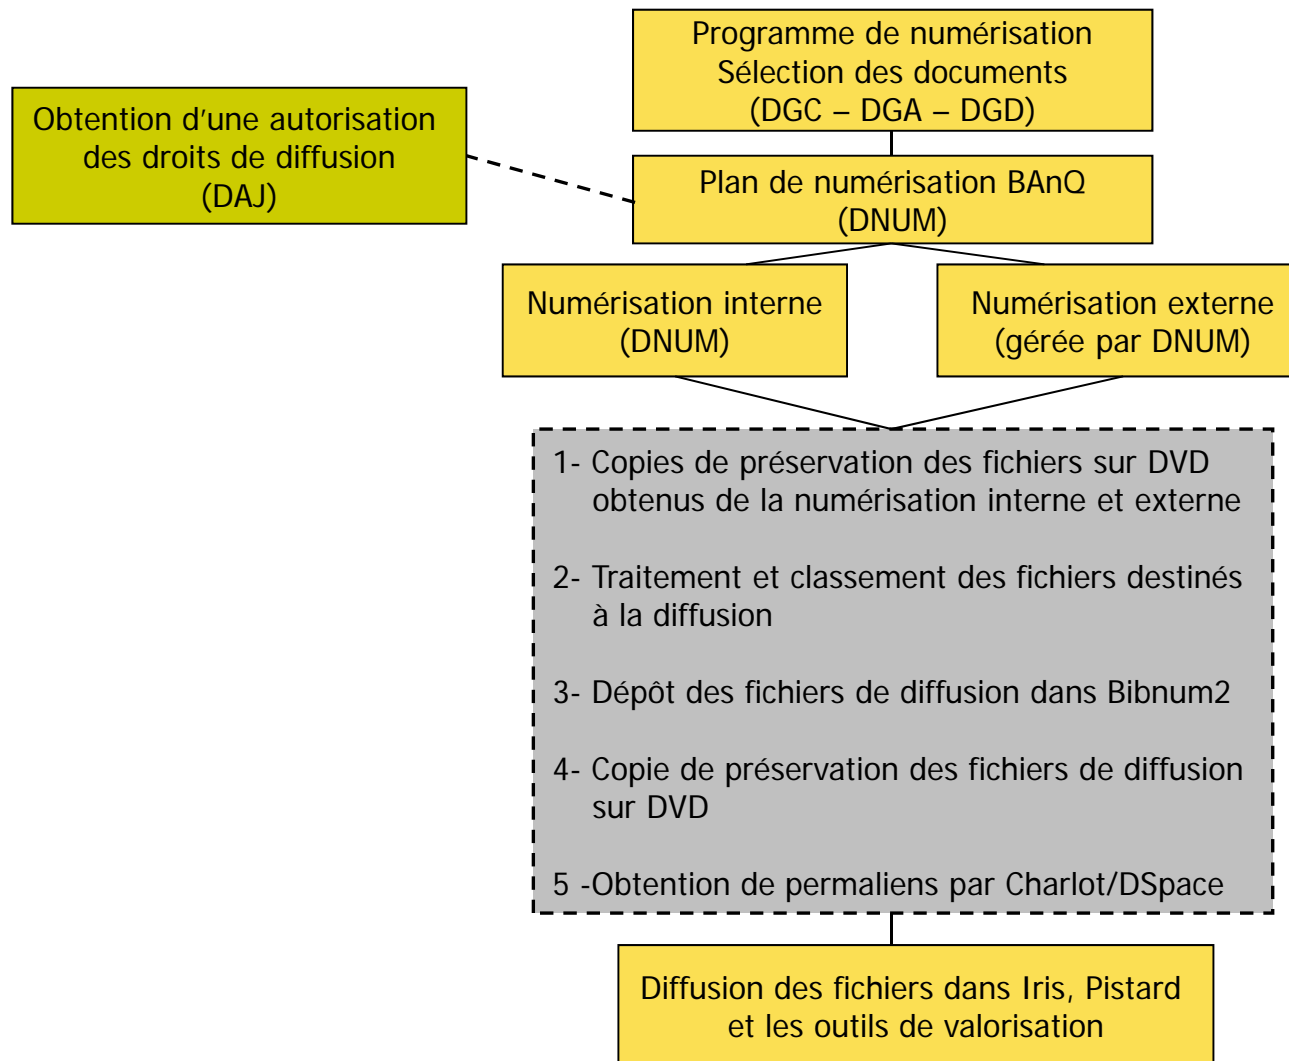 Programme de numérisation
Sélection des documents
(DGC – DGA – DGD)
Obtention d'une autorisation
des droits de diffusion
(DAJ)
Plan de numérisation BAnQ
(DNUM)
Numérisation interne
(DNUM)
Numérisation externe
(gérée par DNUM)
1- Copies de préservation des fichiers sur DVD
obtenus de la numérisation interne et externe
2- Traitement et classement des fichiers destinés
à la diffusion
3- Dépôt des fichiers de diffusion dans Bibnum2
4- Copie de préservation des fichiers de diffusion
sur DVD
5 -Obtention de permaliens par Charlot/DSpace
Diffusion des fichiers dans Iris, Pistard
et les outils de valorisation